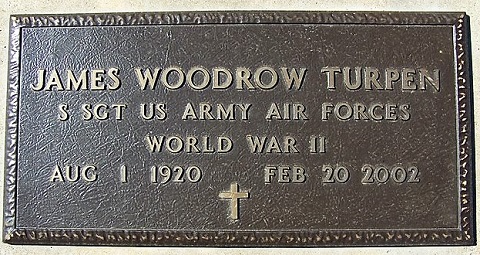 JAMES WOODROW TURPEN
S SGT US ARMY AIR FORCES
WORLD WAR II
AUG 1 1920 FEB 20 2002